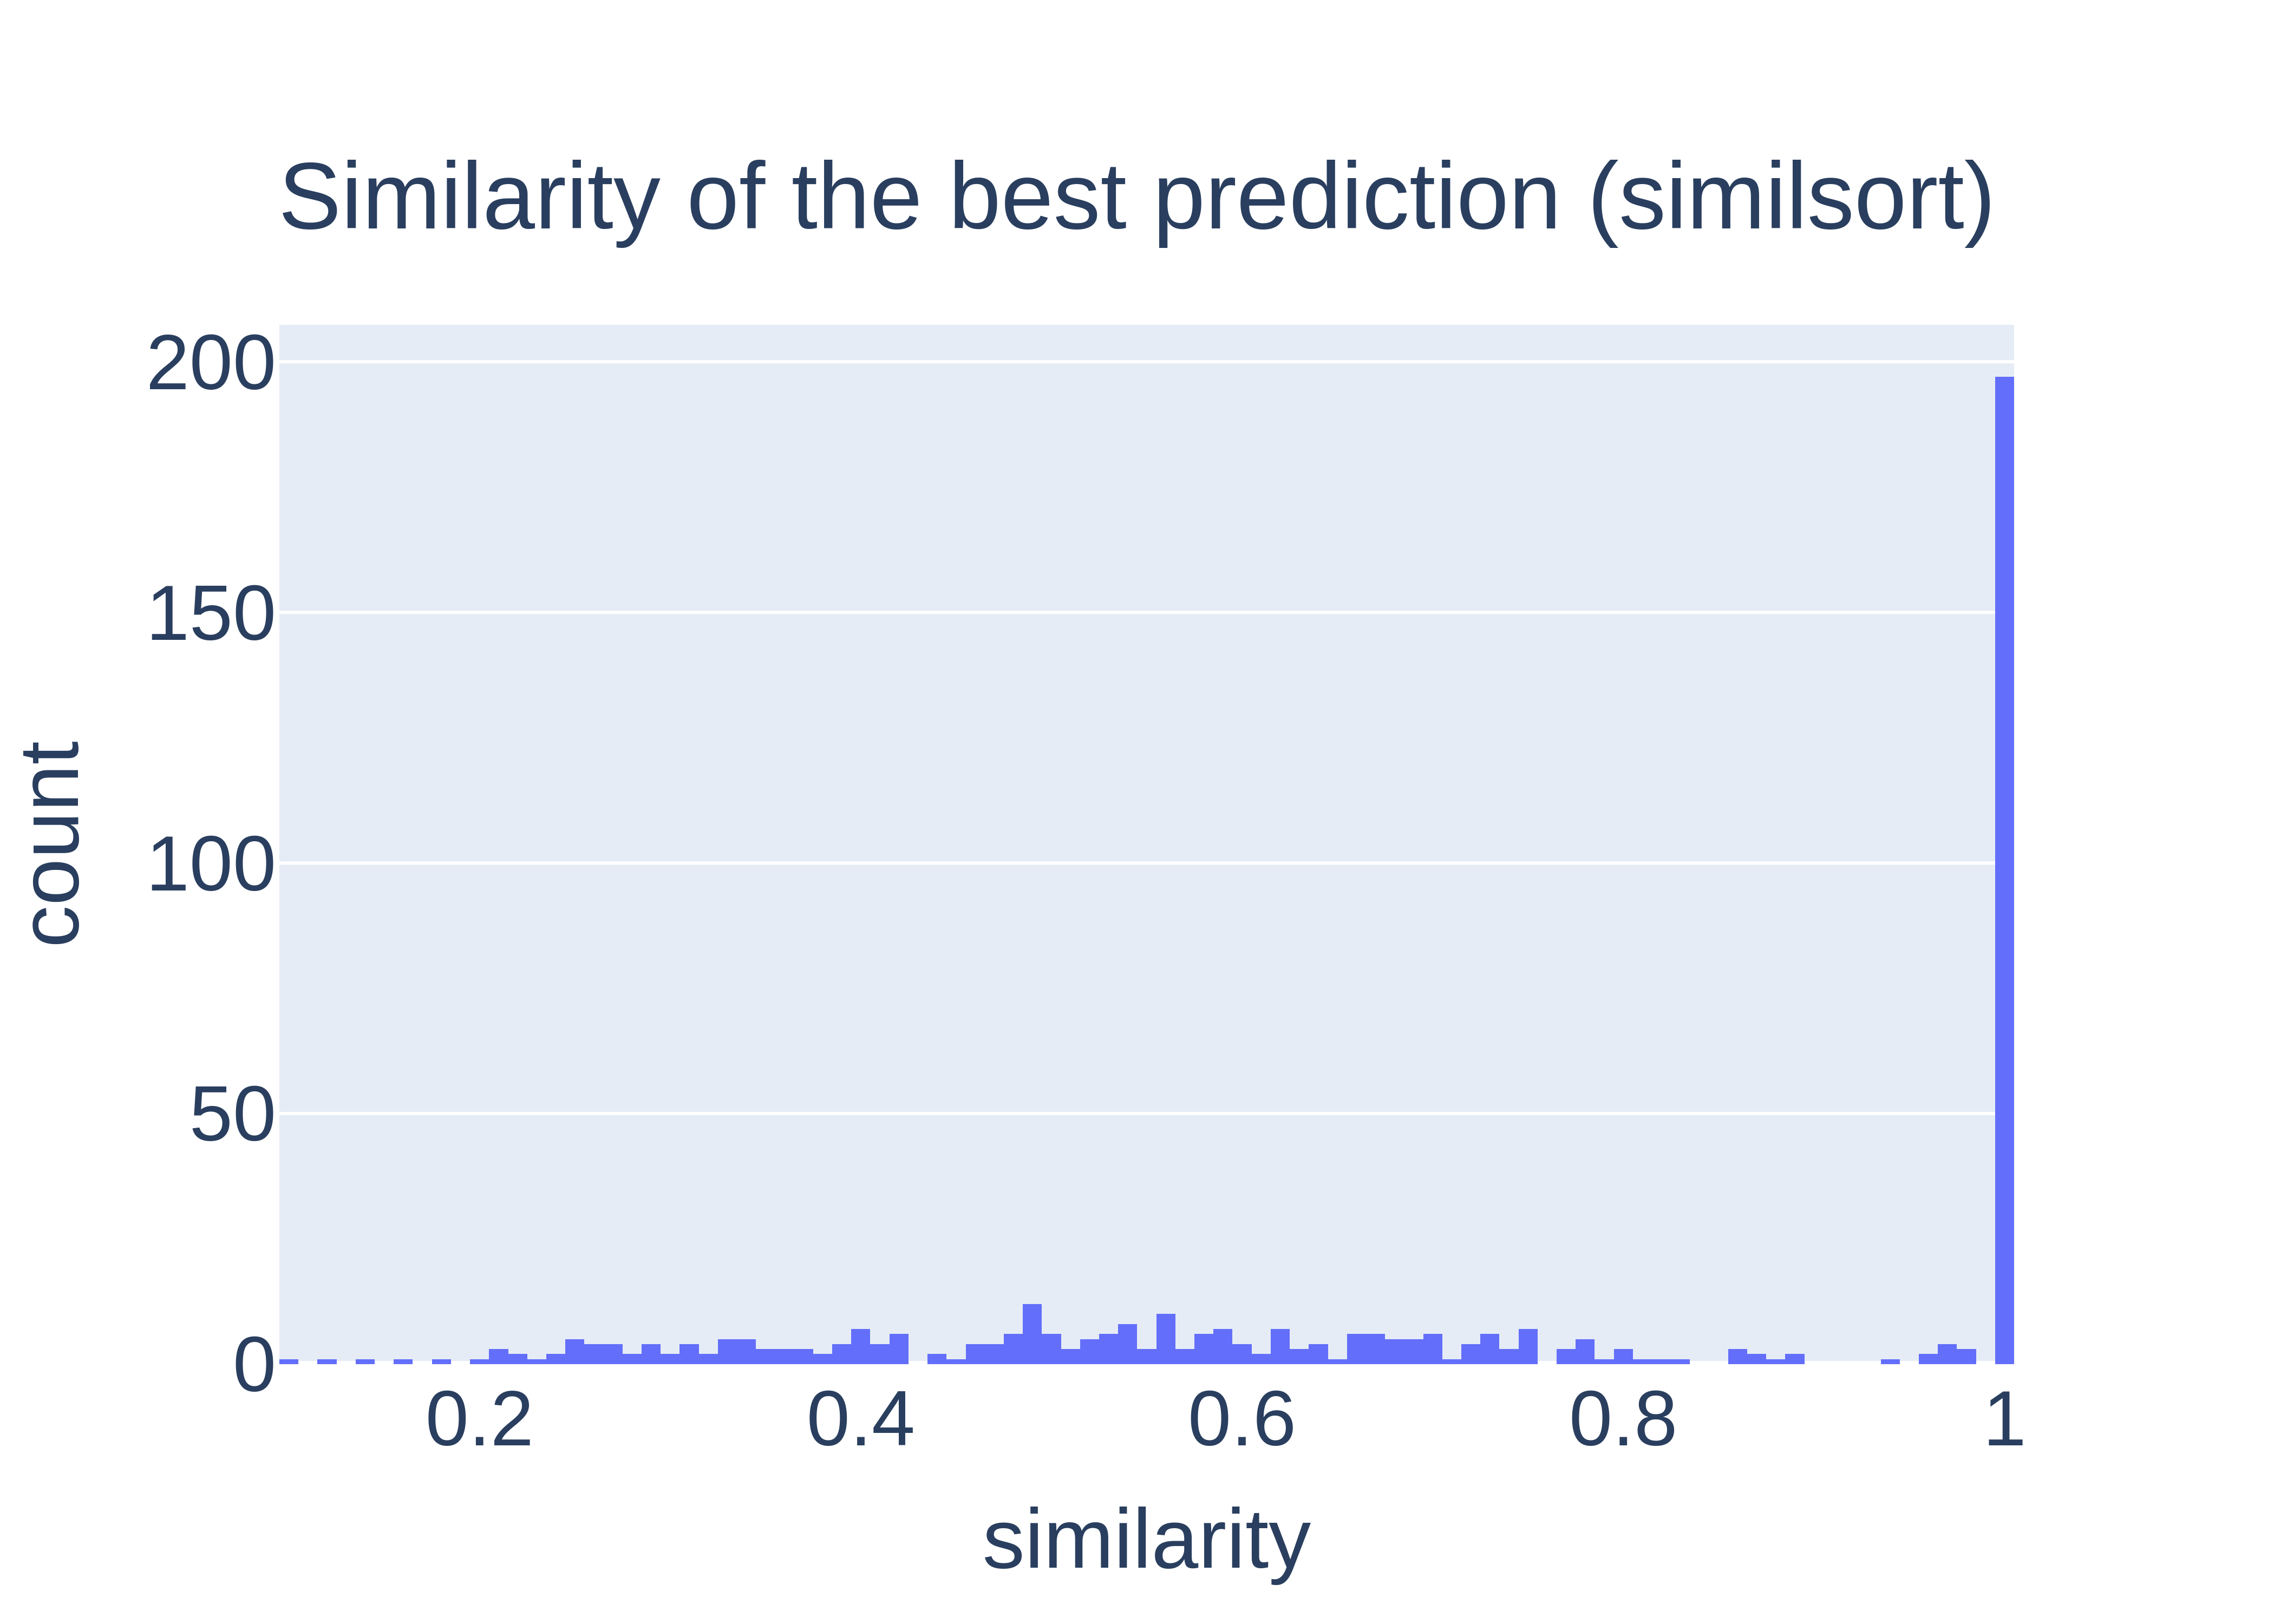 Similarity of the best prediction (similsort)
200
150
100
50
0
count
0.2 0.4 0.6 0.8 1
similarity